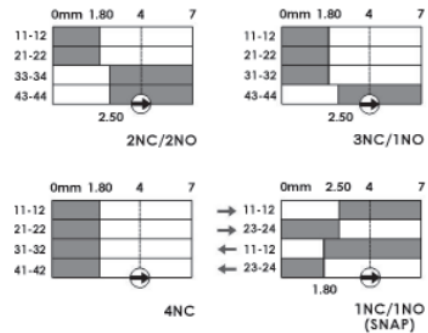 0mm 1.80 4 7
11-12
21-22
33-34
43-44
2.50
2NC/2NO
0mm 1.80 4 7
11-12
21-22
31-32
43-44
2.50
3NC/1NO
0mm 1.80 4 7
11-12
21-22
31-32
41-42
4NC
0mm 2.50 4 7
→ 11-12
→ 23-24
← 11-12
← 23-24
1.80
1NC/1NO
(SNAP)